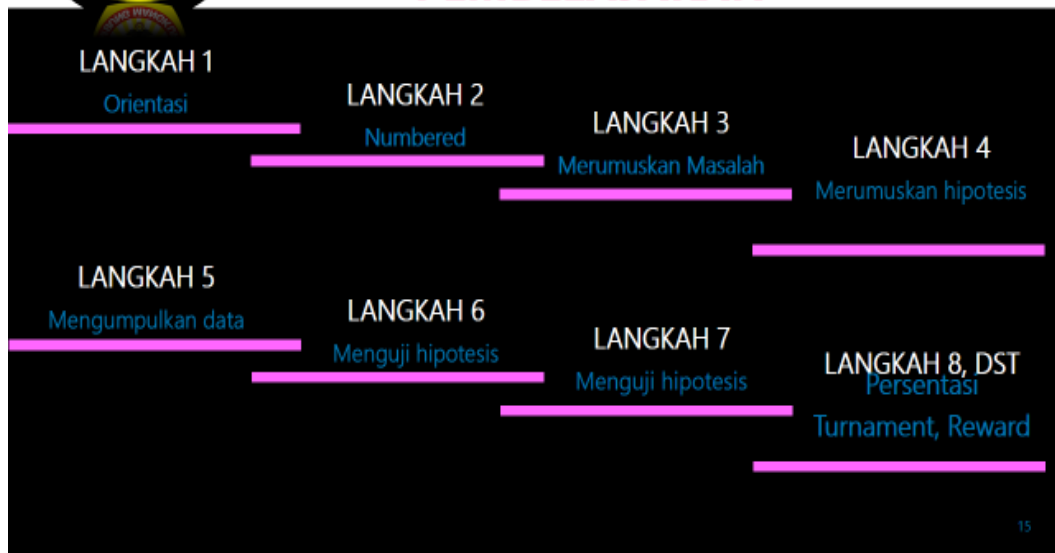 LANGKAH 1
Orientasi
LANGKAH 2
Numbered
LANGKAH 3
Merumuskan Masalah
LANGKAH 4
Merumuskan hipotesis
LANGKAH 5
Mengumpulkan data
LANGKAH 6
Menguji hipotesis
LANGKAH 7
Menguji hipotesis
LANGKAH 8, DST
Persentasi
Turnament, Reward
15